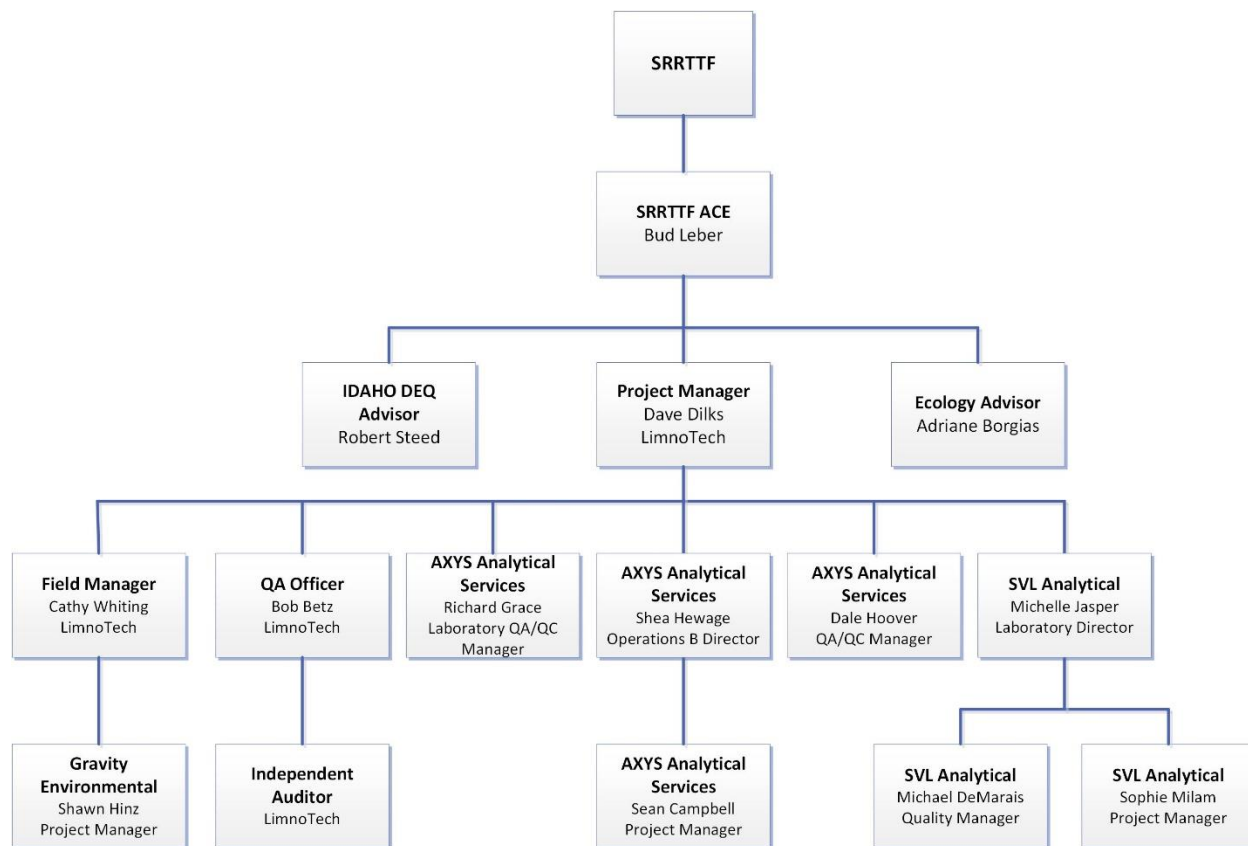 SRRTTF
SRRTTF ACE
Bud Leber
IDAHO DEQ
Advisor
Robert Steed
Project Manager
Dave Dilks
LimnoTech
Ecology Advisor
Adriane Borgias
Field Manager
Cathy Whiting
LimnoTech
QA Officer
Bob Betz
LimnoTech
AXYS Analytical
Services
Richard Grace
Laboratory QA/QC
Manager
AXYS Analytical
Services
Shea Hewage
Operations B Director
AXYS Analytical
Services
Dale Hoover
QA/QC Manager
SVL Analytical
Michelle Jasper
Laboratory Director
Gravity
Environmental
Shawn Hinz
Project Manager
Independent
Auditor
LimnoTech
AXYS Analytical
Services
Sean Campbell
Project Manager
SVL Analytical
Michael DeMarais
Quality Manager
SVL Analytical
Sophie Milam
Project Manager